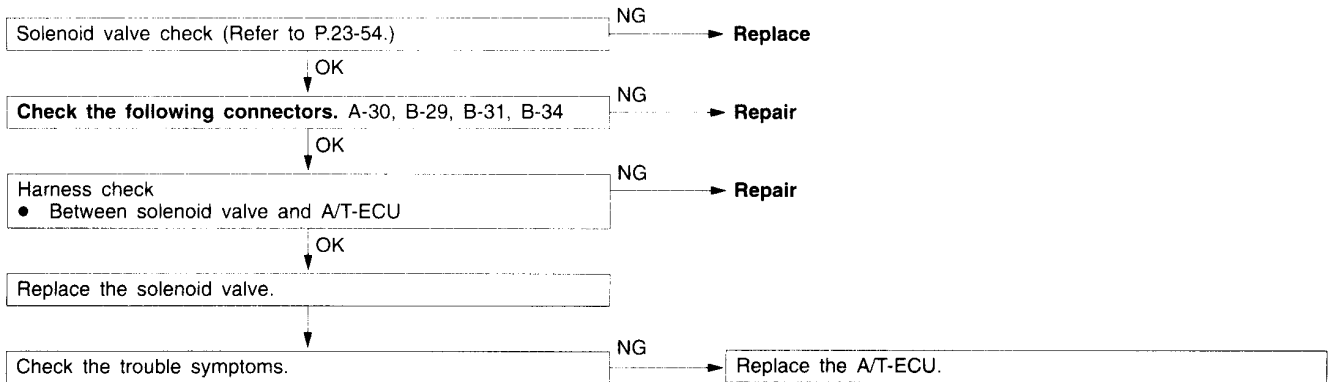 Solenoid valve check (Refer to P.23-54.)
NG
Replace
OK
Check the following connectors. A-30, B-29, B-31, B-34
NG
Repair
OK
Harness check
● Between solenoid valve and A/T-ECU
NG
Repair
OK
Replace the solenoid valve.
Check the trouble symptoms.
NG
Replace the A/T-ECU.